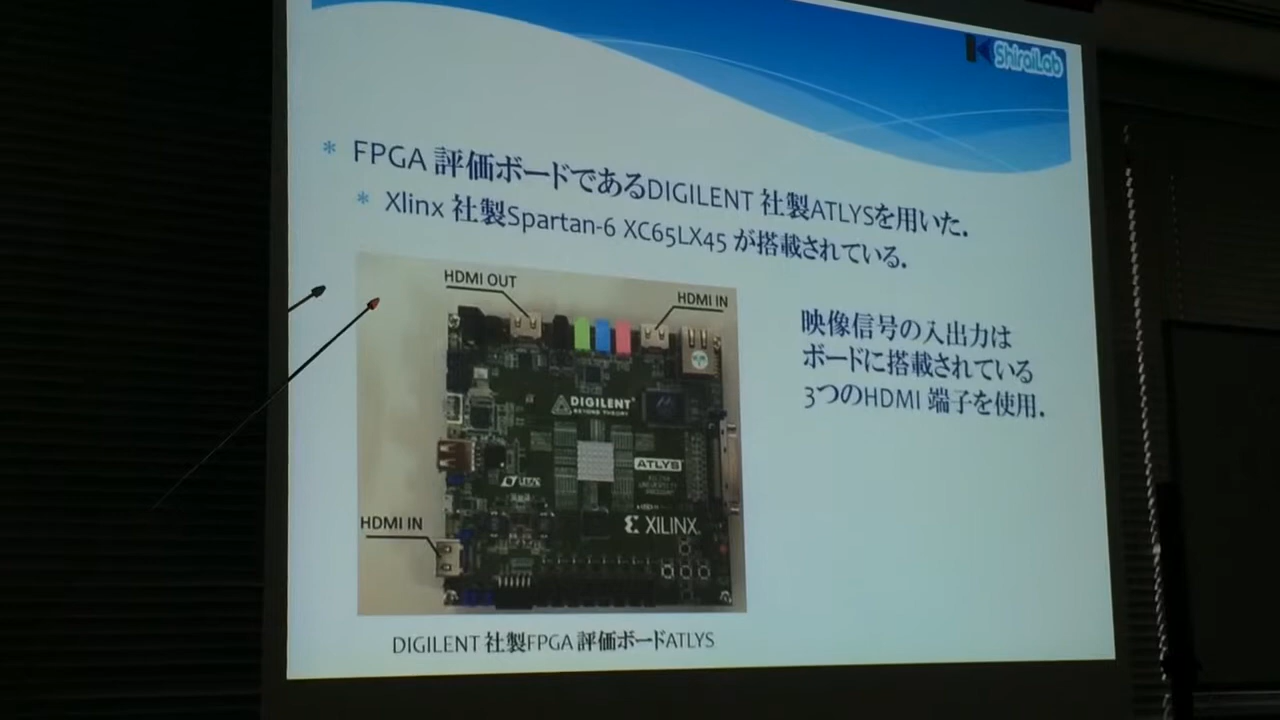 ShiraiLab
* FPGA 評価ボードであるDIGILENT 社製ATLYSを用いた.
* Xlinx 社製Spartan-6 XC65LX45 が搭載されている.
HDMI OUT
HDMI IN
映像信号の入出力は
ボードに搭載されている
3つのHDMI 端子を使用.
DIGILENT
BEYOND THEORY
ATLYS
XILINX
HDMI IN
DIGILENT 社製FPGA 評価ボードATLYS